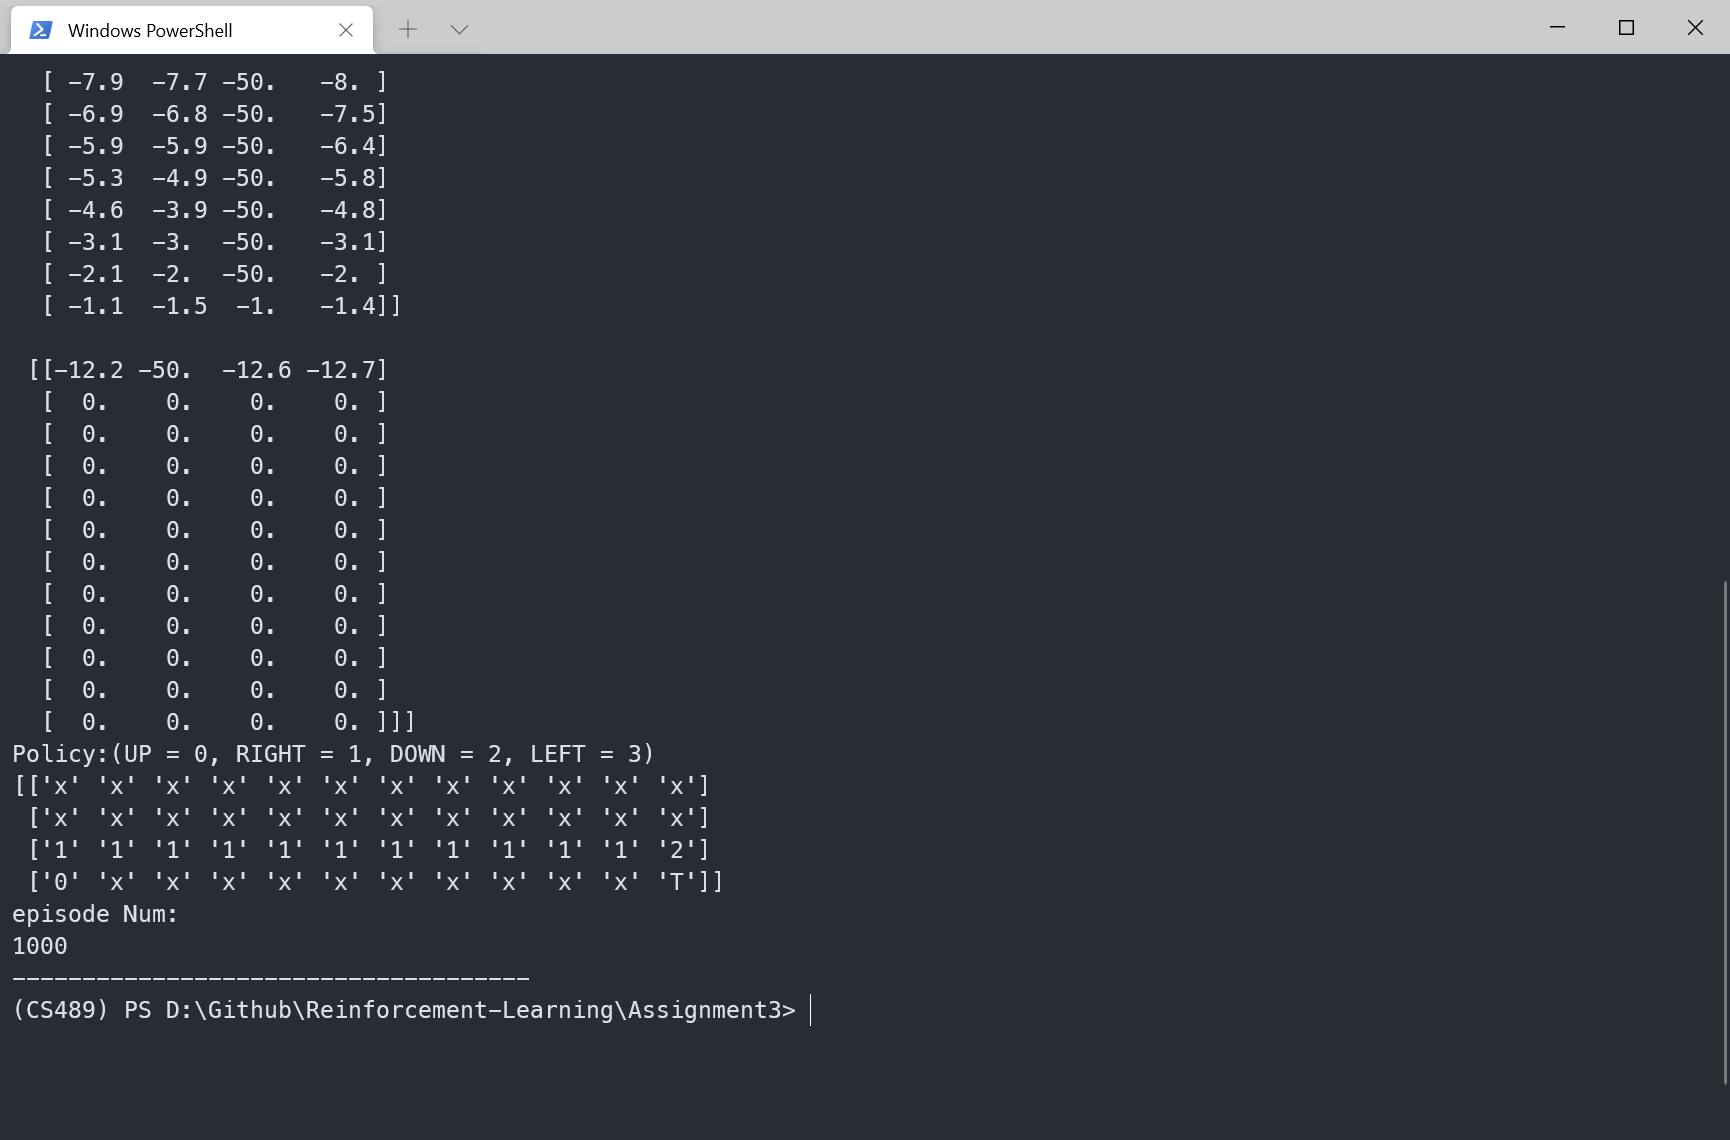 Windows PowerShell
[ -7.9  -7.7 -50.   -8. ]
[ -6.9  -6.8 -50.   -7.5]
[ -5.9  -5.9 -50.   -6.4]
[ -5.3  -4.9 -50.   -5.8]
[ -4.6  -3.9 -50.   -4.8]
[ -3.1  -3.  -50.   -3.1]
[ -2.1  -2.  -50.   -2. ]
[ -1.1  -1.5  -1.   -1.4]]
[[-12.2 -50.  -12.6 -12.7]
[  0.    0.    0.    0. ]
[  0.    0.    0.    0. ]
[  0.    0.    0.    0. ]
[  0.    0.    0.    0. ]
[  0.    0.    0.    0. ]
[  0.    0.    0.    0. ]
[  0.    0.    0.    0. ]
[  0.    0.    0.    0. ]
[  0.    0.    0.    0. ]
[  0.    0.    0.    0. ]
[  0.    0.    0.    0. ]]]
Policy:(UP = 0, RIGHT = 1, DOWN = 2, LEFT = 3)
[['x' 'x' 'x' 'x' 'x' 'x' 'x' 'x' 'x' 'x' 'x' 'x']
['x' 'x' 'x' 'x' 'x' 'x' 'x' 'x' 'x' 'x' 'x' 'x']
['1' '1' '1' '1' '1' '1' '1' '1' '1' '1' '1' '2']
['0' 'x' 'x' 'x' 'x' 'x' 'x' 'x' 'x' 'x' 'x' 'T']]
episode Num:
1000
-------------------------------------
(CS489) PS D:\Github\Reinforcement-Learning\Assignment3>